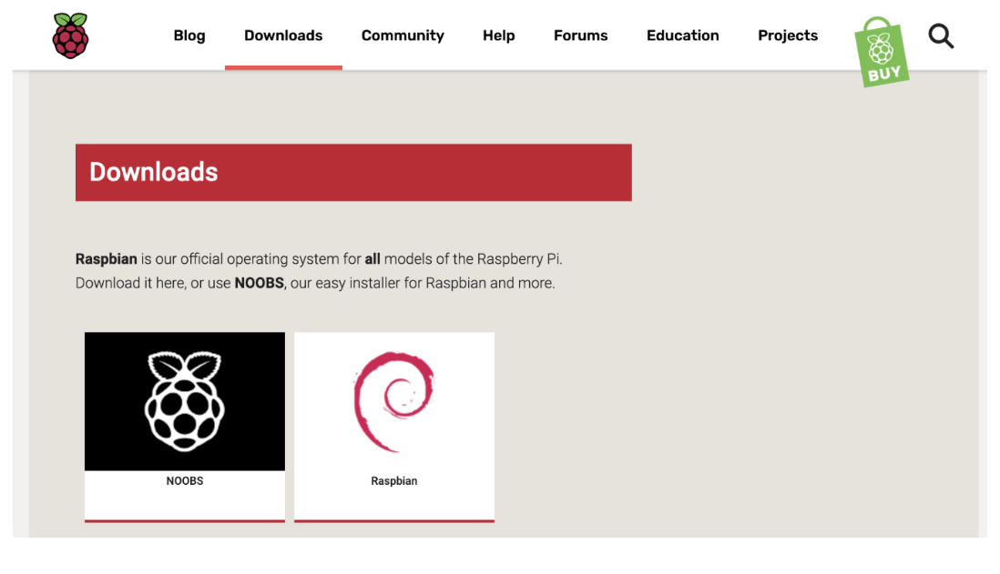 Blog Downloads Community Help Forums Education Projects BUY
Downloads
Raspbian is our official operating system for all models of the Raspberry Pi.
Download it here, or use NOOBS, our easy installer for Raspbian and more.
NOOBS Raspbian